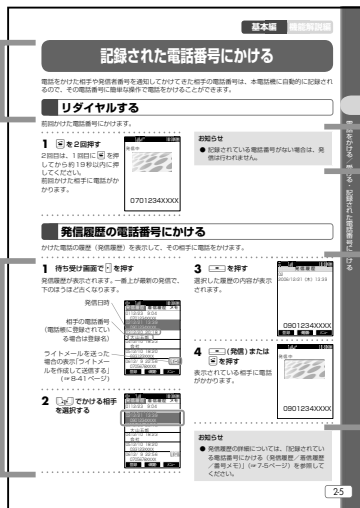 基本編
機能解説編
記録された電話番号にかける
電話をかけた相手や発信者番号を通知してかけてきた相手の電話番号は、本電話機に自動的に記録されるので、その電話番号に簡単な操作で電話をかけることができます。
リダイヤルする
前回かけた電話番号にかけます。
1 を2回押す
2回目は、1回目にを押
してから約19秒以内に押
してください。
前回かけた相手に電話がか
かります。
0701234XXXX
お知らせ
● 記録されている電話番号がない場合は、発
信は行われません。
発信履歴の電話番号にかける
かけた電話の履歴(発信履歴)を表示して、その相手に電話をかけます。
1 待ち受け画面でを押す
発信履歴が表示されます。一番上が最新の発信で、
下のほうほど古くなります。
発信日時
相手の電話番号
(電話帳に登録されてい
る場合は登録名)
ライトメールを送った
場合の表示「ライトメー
ルを作成して送信する」
(☞8-41ページ)
2 でかける相手
を選択する
3 を押す
選択した履歴の内容が表示
されます。
発信履歴
0901234XXXX
4 (発信)または
を押す
表示されている相手に電話
がかかります。
0901234XXXX
お知らせ
● 発信履歴の詳細については、「記録されてい
る電話番号にかける(発信履歴/着信履歴
/番号メモ)」(☞7-5ページ)を参照して
ください。
2-5